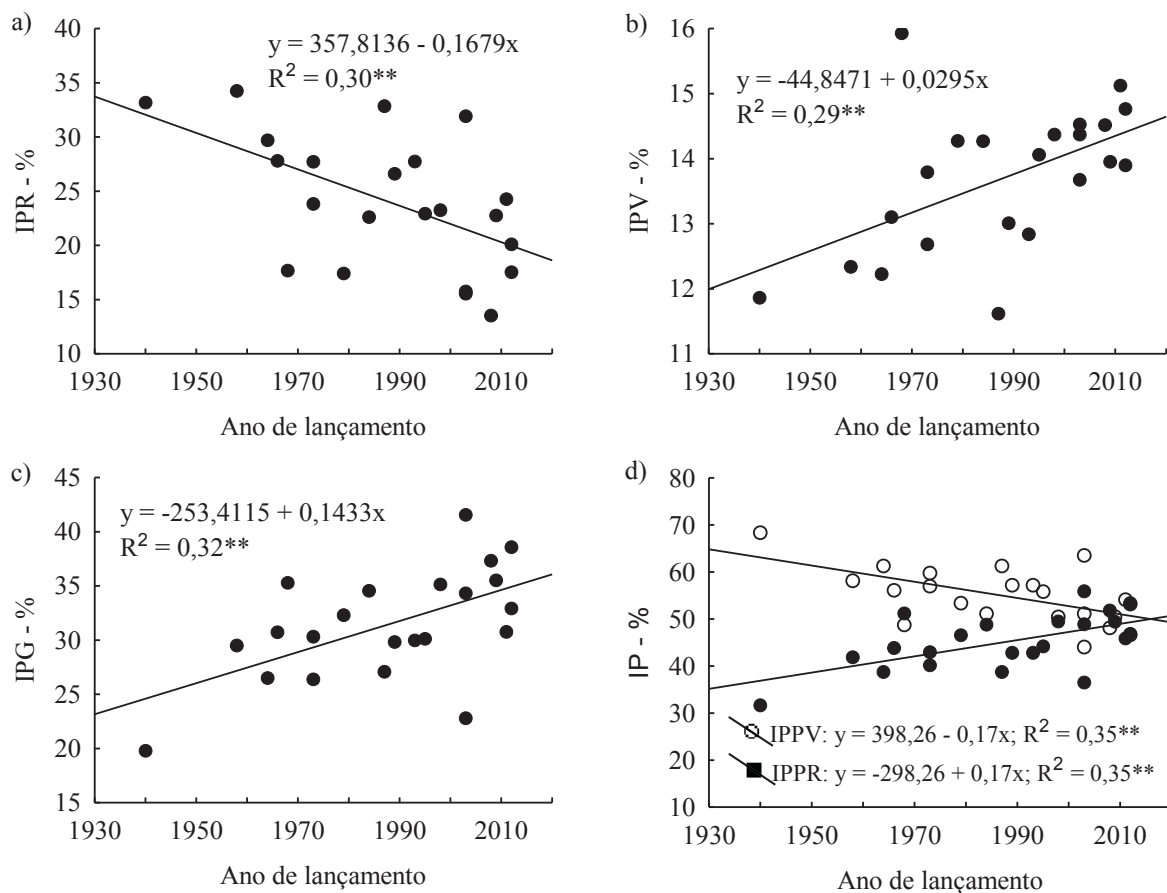 a)
40
35
30
25
20
15
10
IPR - %
y = 357,8136 - 0,1679x
R² = 0,30**
1930 1950 1970 1990 2010
Ano de lançamento
b)
16
15
14
13
12
11
IPV - %
y = -44,8471 + 0,0295x
R² = 0,29**
1930 1950 1970 1990 2010
Ano de lançamento
c)
45
40
35
30
25
20
15
IPG - %
y = -253,4115 + 0,1433x
R² = 0,32**
1930 1950 1970 1990 2010
Ano de lançamento
d)
80
70
60
50
40
30
20
10
IP - %
IPPV: y = 398,26 - 0,17x; R² = 0,35**
IPPR: y = -298,26 + 0,17x; R² = 0,35**
1930 1950 1970 1990 2010
Ano de lançamento